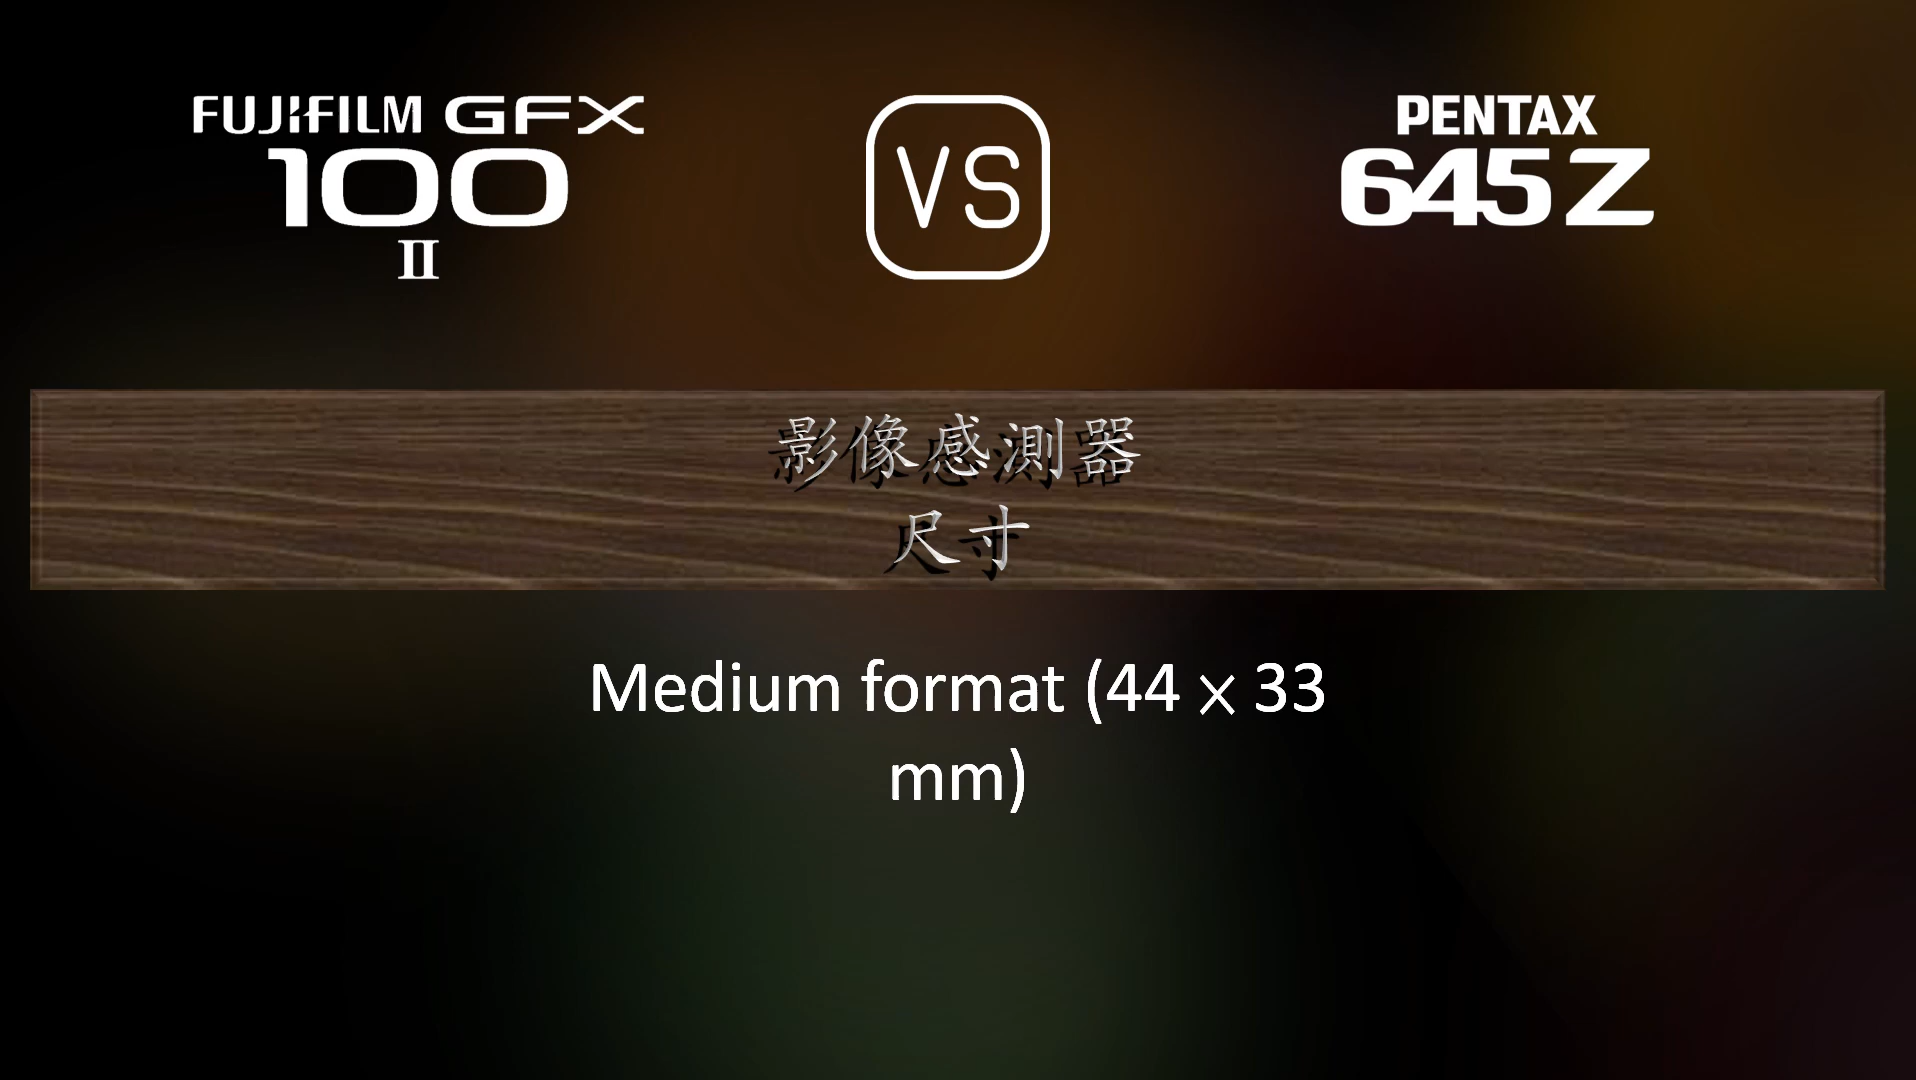 FUJIFILM GFX
100
II
VS
PENTAX
645Z
影像感測器
尺寸
Medium format (44 x 33
mm)